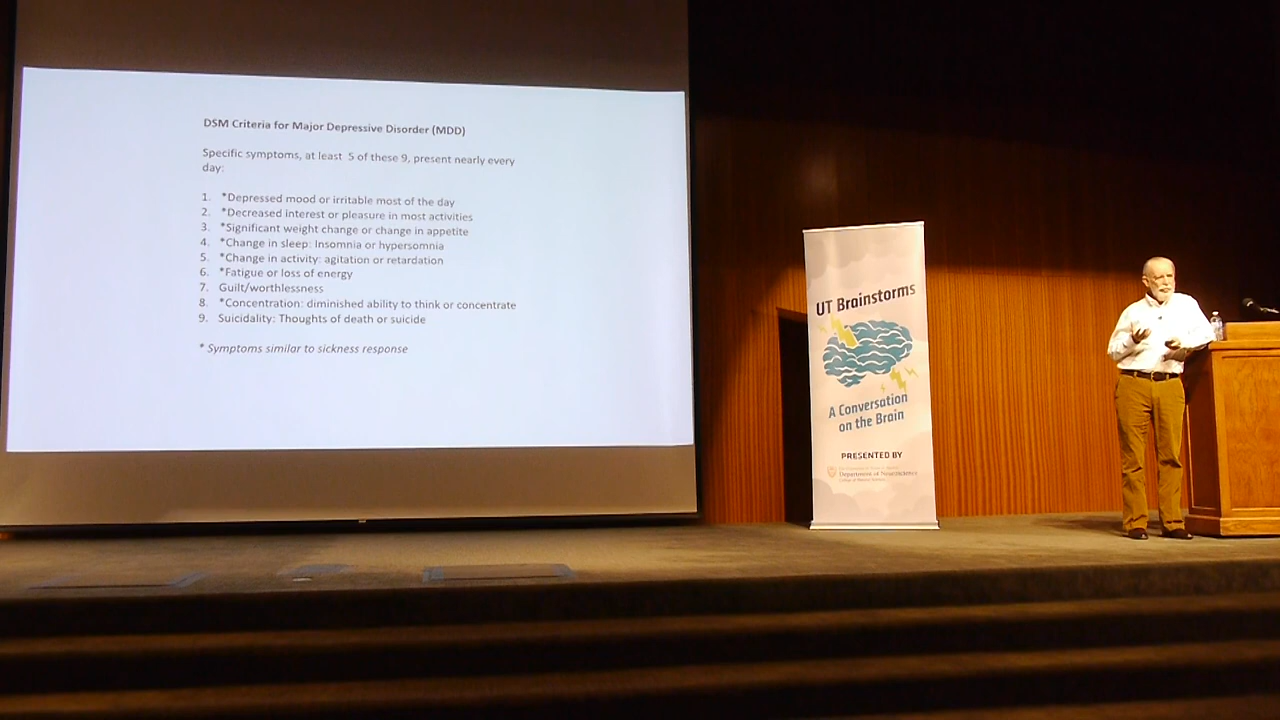 DSM Criteria for Major Depressive Disorder (MDD)
Specific symptoms, at least 5 of these 9, present nearly every
day:
1. *Depressed mood or irritable most of the day
2. *Decreased interest or pleasure in most activities
3. *Significant weight change or change in appetite
4. *Change in sleep: Insomnia or hypersomnia
5. *Change in activity: agitation or retardation
6. *Fatigue or loss of energy
7. Guilt/worthlessness
8. *Concentration: diminished ability to think or concentrate
9. Suicidality: Thoughts of death or suicide
* Symptoms similar to sickness response
UT Brainstorms
A Conversation
on the Brain
PRESENTED BY
Department of Neuroscience